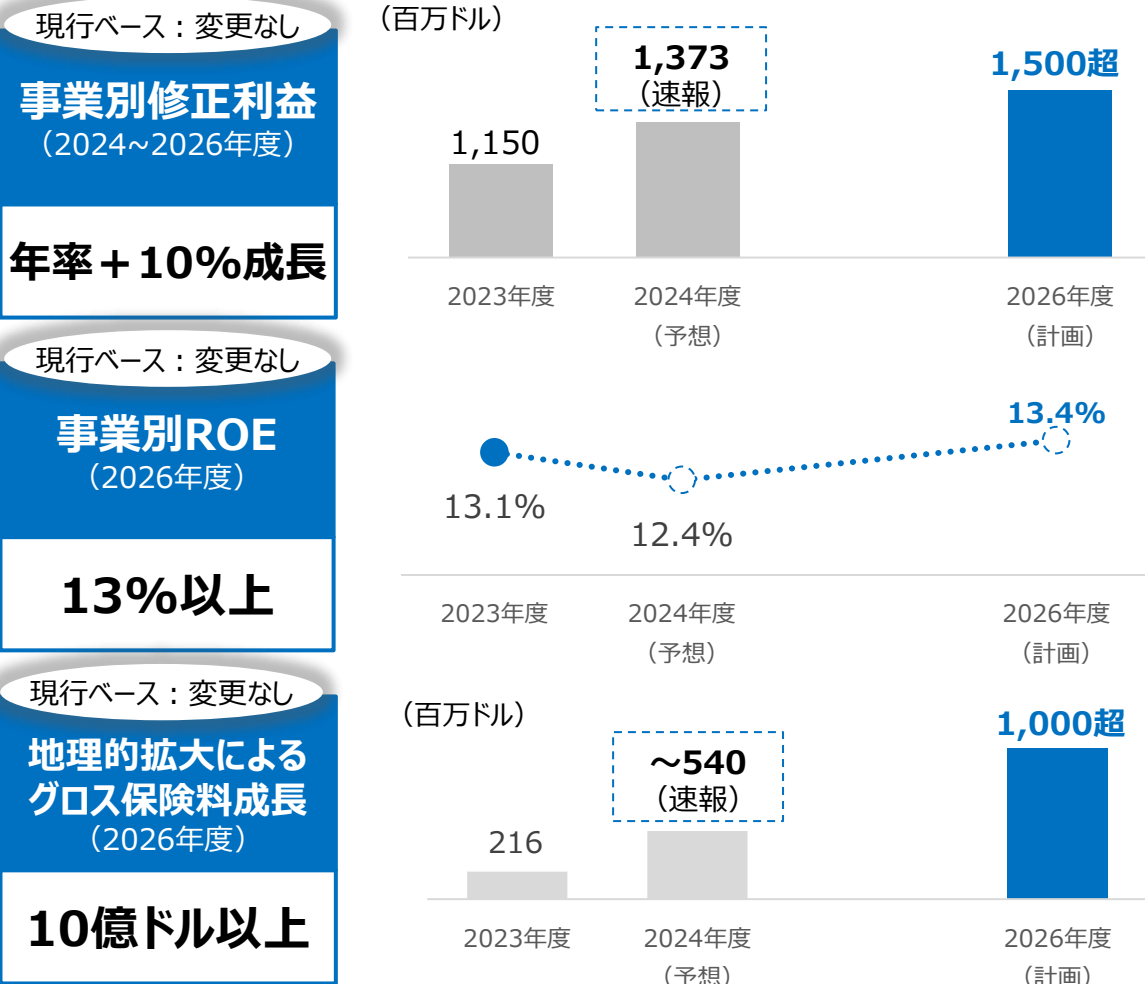 現行ベース：変更なし
事業別修正利益
（2024~2026年度）
年率＋10%成長
（百万ドル）
1,150
1,373
（速報）
1,500超
2023年度
2024年度
（予想）
2026年度
（計画）
現行ベース：変更なし
事業別ROE
（2026年度）
13%以上
13.1%
12.4%
13.4%
2023年度
2024年度
（予想）
2026年度
（計画）
現行ベース：変更なし
地理的拡大による
グロス保険料成長
（2026年度）
10億ドル以上
（百万ドル）
216
～540
（速報）
1,000超
2023年度
2024年度
（予想）
2026年度
（計画）